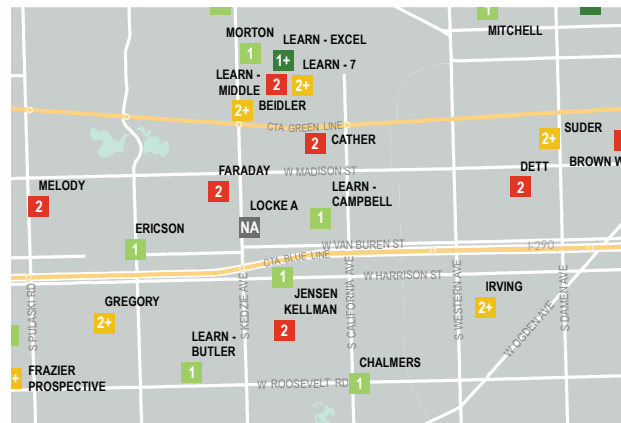 MORTON
1
LEARN - EXCEL
1+
MITCHELL
1
LEARN - 7
2+
LEARN -
MIDDLE
2
BEIDLER
2+
CTA GREEN LINE
CATHER
2
SUDER
2+
W MADISON ST
FARADAY
2
DETT
2
BROWN W
MELODY
2
LEARN -
CAMPBELL
1
LOCKE A
NA
ERICSON
1
W VAN BUREN ST
I-290
CTA BLUE LINE
W HARRISON ST
1
JENSEN
KELLMAN
2
IRVING
2+
GREGORY
2+
S PULASKI RD
S KEDZIE AVE
S CALIFORNIA AVE
S WESTERN AVE
W OGDEN AVE
S DAMEN AVE
LEARN -
BUTLER
1
CHALMERS
1
W ROOSEVELT RD
+
FRAZIER
PROSPECTIVE